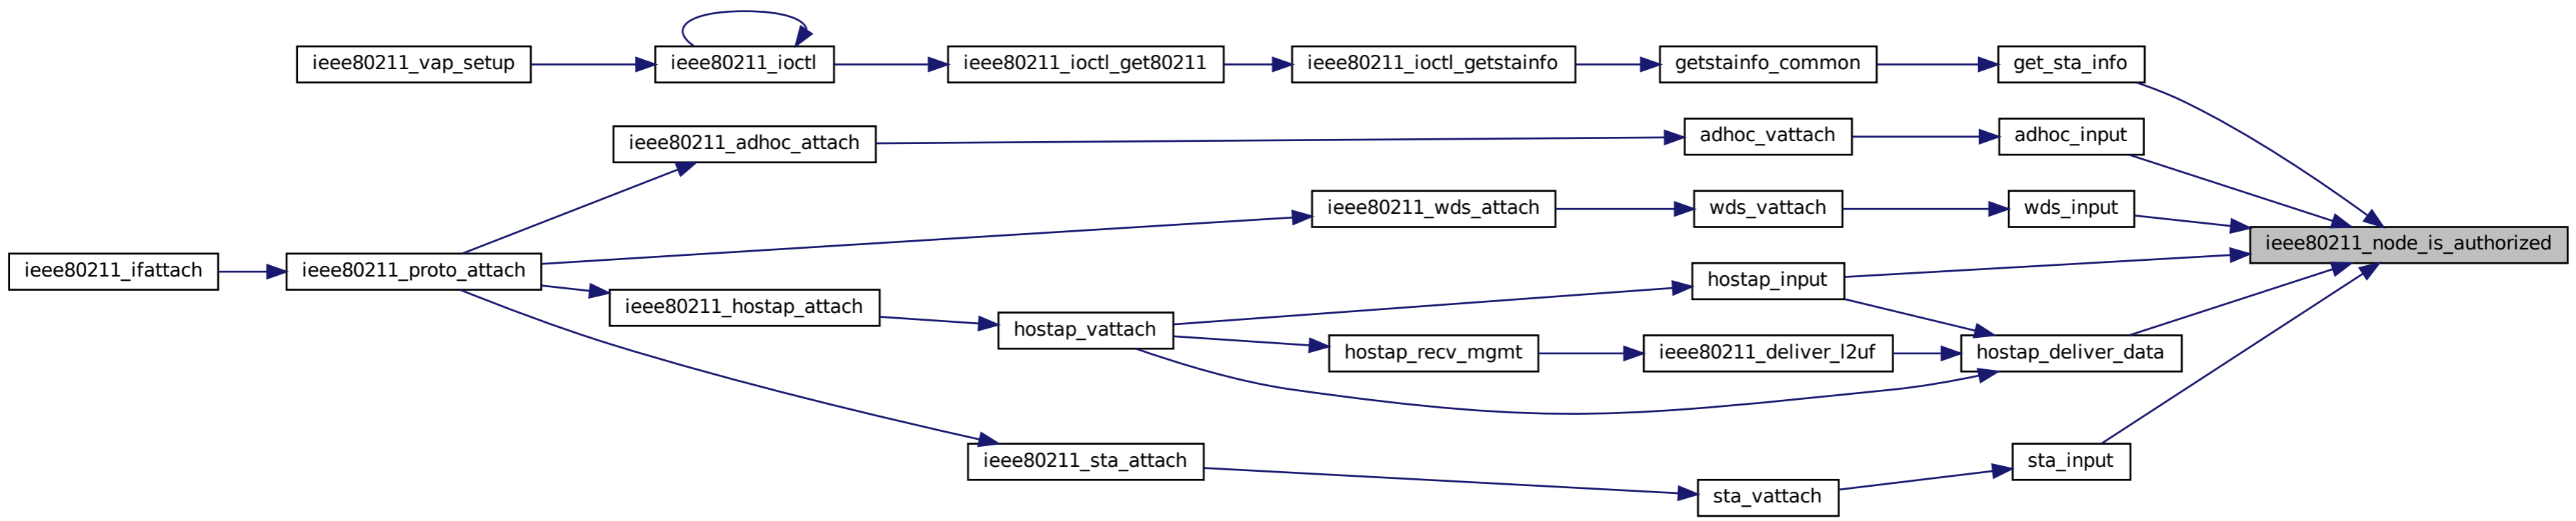 ieee80211_vap_setup
ieee80211_ioctl
ieee80211_ioctl_get80211
ieee80211_ioctl_getstainfo
getstainfo_common
get_sta_info
ieee80211_adhoc_attach
adhoc_vattach
adhoc_input
ieee80211_wds_attach
wds_vattach
wds_input
ieee80211_node_is_authorized
ieee80211_ifattach
ieee80211_proto_attach
hostap_input
ieee80211_hostap_attach
hostap_vattach
hostap_recv_mgmt
ieee80211_deliver_l2uf
hostap_deliver_data
ieee80211_sta_attach
sta_input
sta_vattach